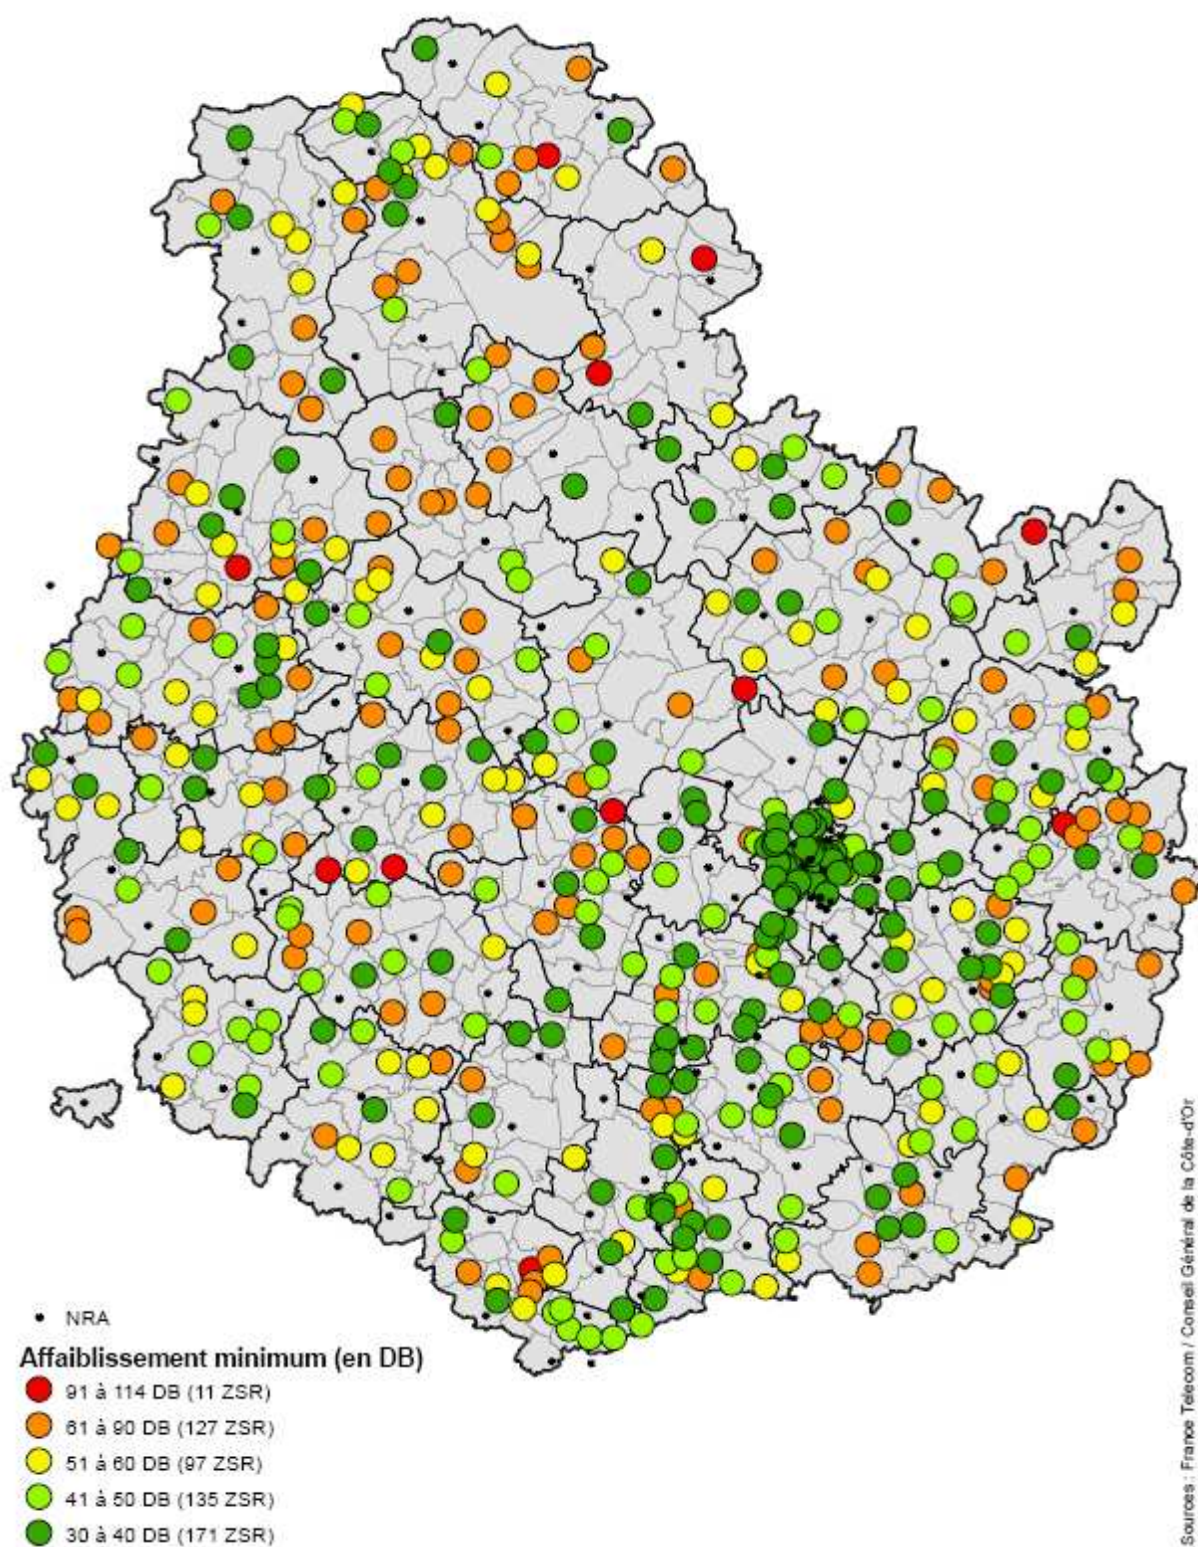 NRA
Affaiblissement minimum (en DB)
91 à 114 DB (11 ZSR)
61 à 90 DB (127 ZSR)
51 à 60 DB (97 ZSR)
41 à 50 DB (135 ZSR)
30 à 40 DB (171 ZSR)
Sources : France Telecom / Conseil Général de la Côte-d'Or